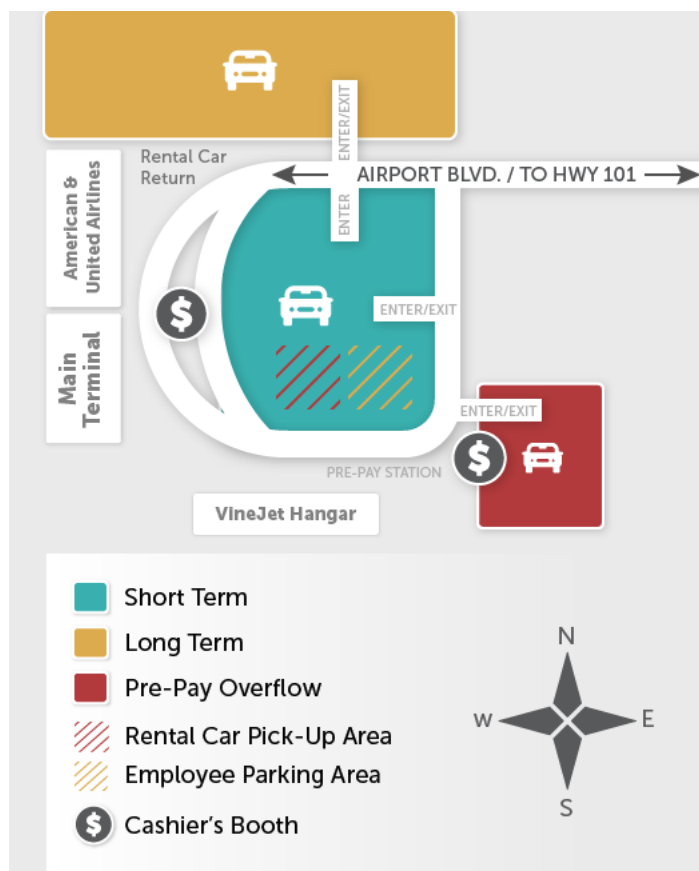 ENTER/EXIT
Rental Car
Return
AIRPORT BLVD. / TO HWY 101
American &
United Airlines
ENTER
$
ENTER/EXIT
Main
Terminal
ENTER/EXIT
$
PRE-PAY STATION
VineJet Hangar
Short Term
Long Term
Pre-Pay Overflow
Rental Car Pick-Up Area
Employee Parking Area
$ Cashier's Booth
N
W
E
S